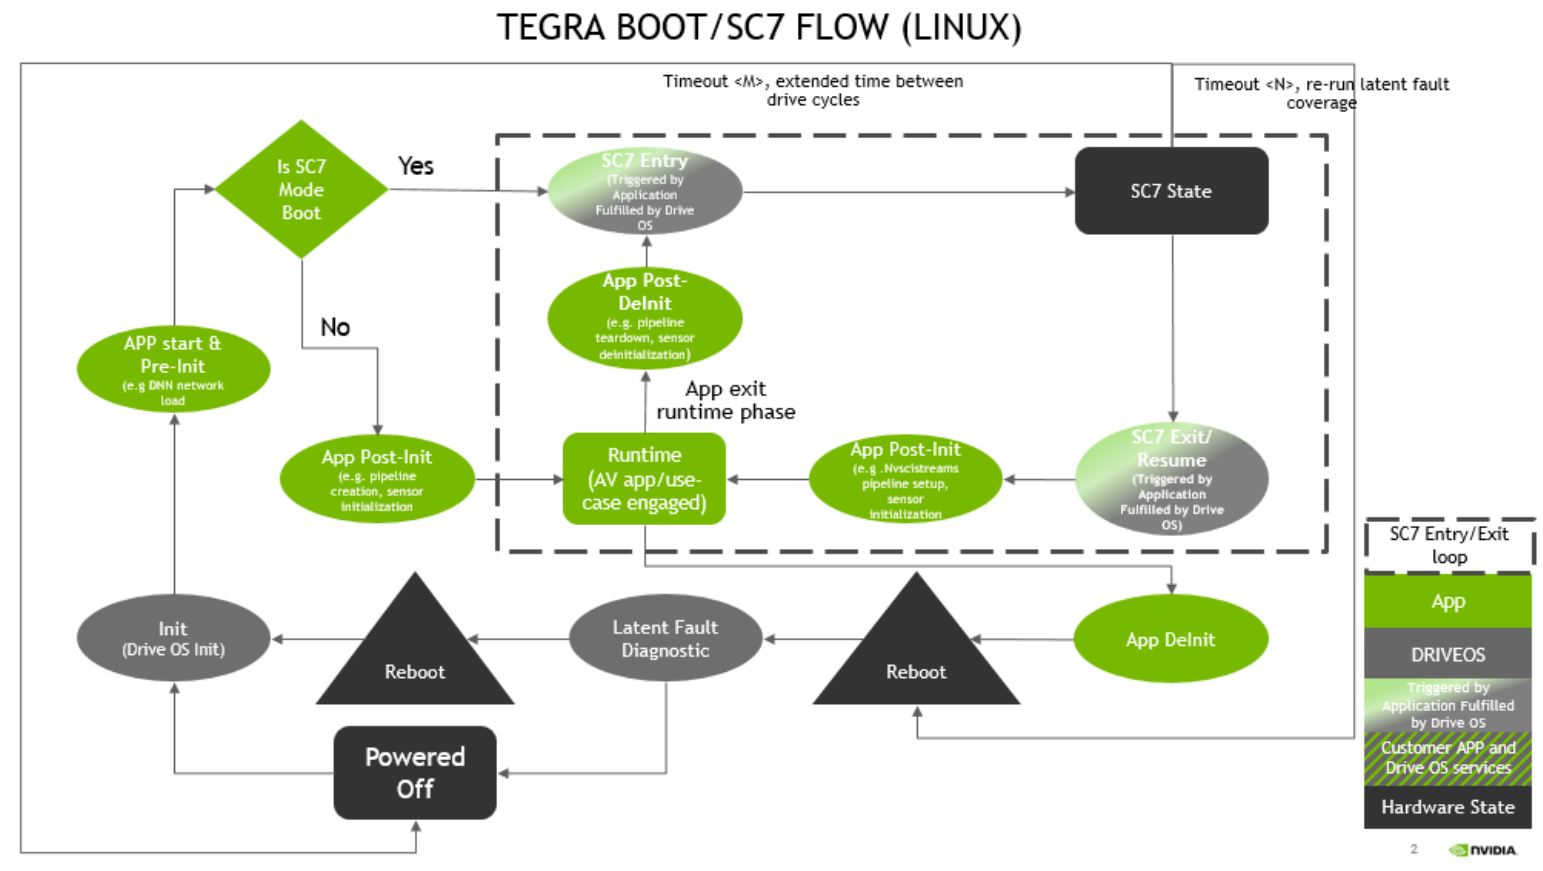 TEGRA BOOT/SC7 FLOW (LINUX)
Timeout <M>, extended time between
drive cycles
Timeout <N>, re-run latent fault
coverage
Is SC7
Mode
Boot
Yes
No
SC7 Entry
(Triggered by
Application
Fulfilled by Drive
OS
SC7 State
App Post-
DeInit
(e.g. pipeline
teardown, sensor
deinitialization)
APP start &
Pre-Init
(e.g DNN network
load
App exit
runtime phase
App Post-Init
(e.g. pipeline
creation, sensor
initialization
Runtime
(AV app/use-
case engaged)
App Post-Init
(e.g .Nvscistreams
pipeline setup,
sensor
initialization
SC7 Exit/
Resume
(Triggered by
Application
Fulfilled by Drive
OS)
Init
(Drive OS Init)
Reboot
Latent Fault
Diagnostic
Reboot
App DeInit
Powered
Off
SC7 Entry/Exit
loop
App
DRIVEOS
Triggered by
Application Fulfilled
by Drive OS
Customer APP and
Drive OS services
Hardware State
2
NVIDIA.